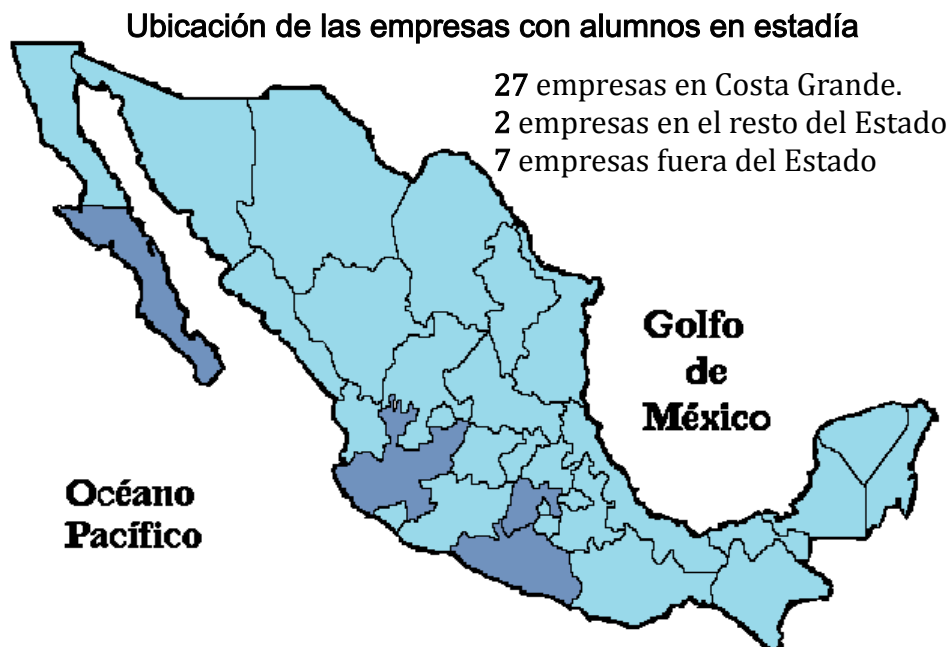 Ubicación de las empresas con alumnos en estadía
27 empresas en Costa Grande.
2 empresas en el resto del Estado
7 empresas fuera del Estado
Golfo
de
México
Océano
Pacífico